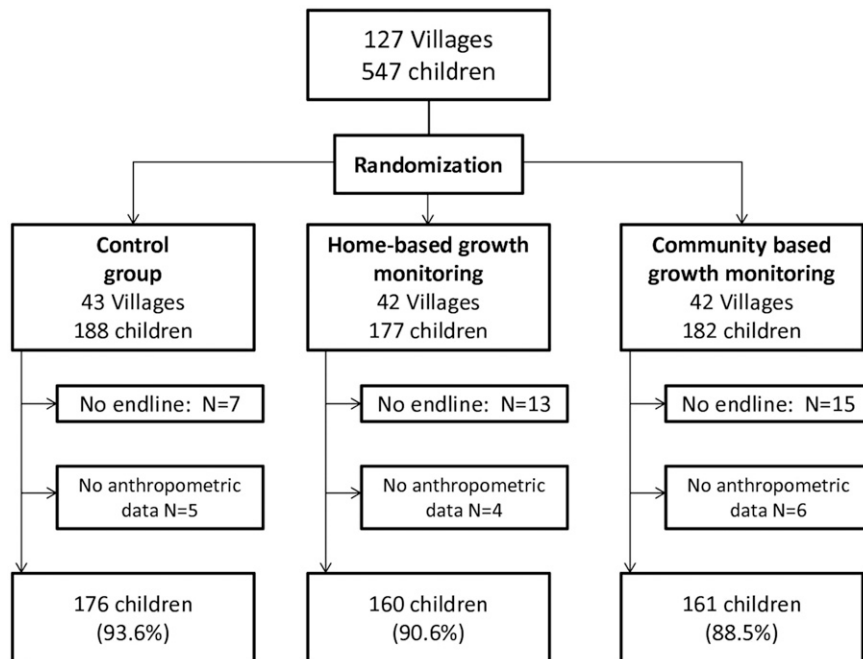 127 Villages
547 children
Randomization
Control
group
43 Villages
188 children
Home-based growth
monitoring
42 Villages
177 children
Community based
growth monitoring
42 Villages
182 children
No endline: N=7
No endline: N=13
No endline: N=15
No anthropometric
data N=5
No anthropometric
data N=4
No anthropometric
data N=6
176 children
(93.6%)
160 children
(90.6%)
161 children
(88.5%)